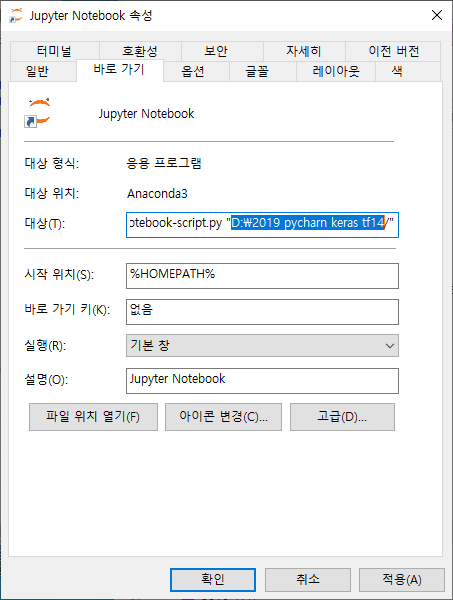 Jupyter Notebook 속성
터미널 호환성 보안 자세히 이전 버전
일반 바로 가기 옵션 글꼴 레이아웃 색
Jupyter Notebook
대상 형식: 응용 프로그램
대상 위치: Anaconda3
대상(T): otebook-script.py "D:₩2019 pycharn keras tf14/"
시작 위치(S): %HOMEPATH%
바로 가기 키(K): 없음
실행(R): 기본 창
설명(O): Jupyter Notebook
파일 위치 열기(F) 아이콘 변경(C)... 고급(D)...
확인 취소 적용(A)